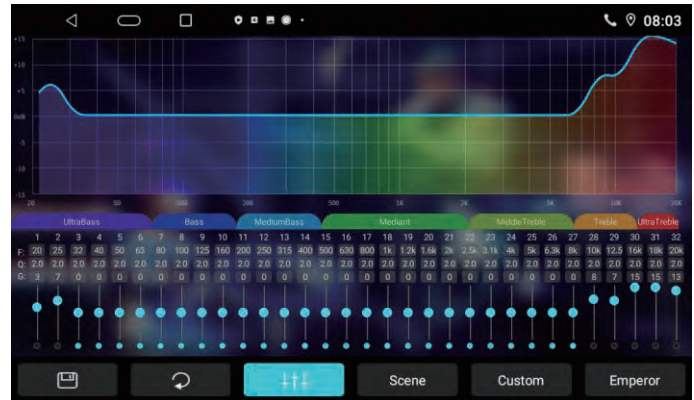 08:03
+15
+10
+5
0dB
-5
-10
-15
20 50 100 200 500 1K 2K 5K 10K 20K
UltraBass Bass MediumBass Mediant MiddleTreble Treble UltraTreble
1 2 3 4 5 6 7 8 9 10 11 12 13 14 15 16 17 18 19 20 21 22 23 24 25 26 27 28 29 30 31 32
F: 20 25 32 40 50 63 80 100 125 160 200 250 315 400 500 630 800 1k 1.2k 1.6k 2k 2.5k 3.1k 4k 5k 6.3k 8k 10k 12.5 16k 18k 20k
Q: 2.0 2.0 2.0 2.0 2.0 2.0 2.0 2.0 2.0 2.0 2.0 2.0 2.0 2.0 2.0 2.0 2.0 2.0 2.0 2.0 2.0 2.0 2.0 2.0 2.0 2.0 2.0 2.0 2.0 2.0 2.0 2.0
G: 3 7 0 0 0 0 0 0 0 0 0 0 0 0 0 0 0 0 0 0 0 0 0 0 0 0 0 8 7 15 15 13
Scene Custom Emperor